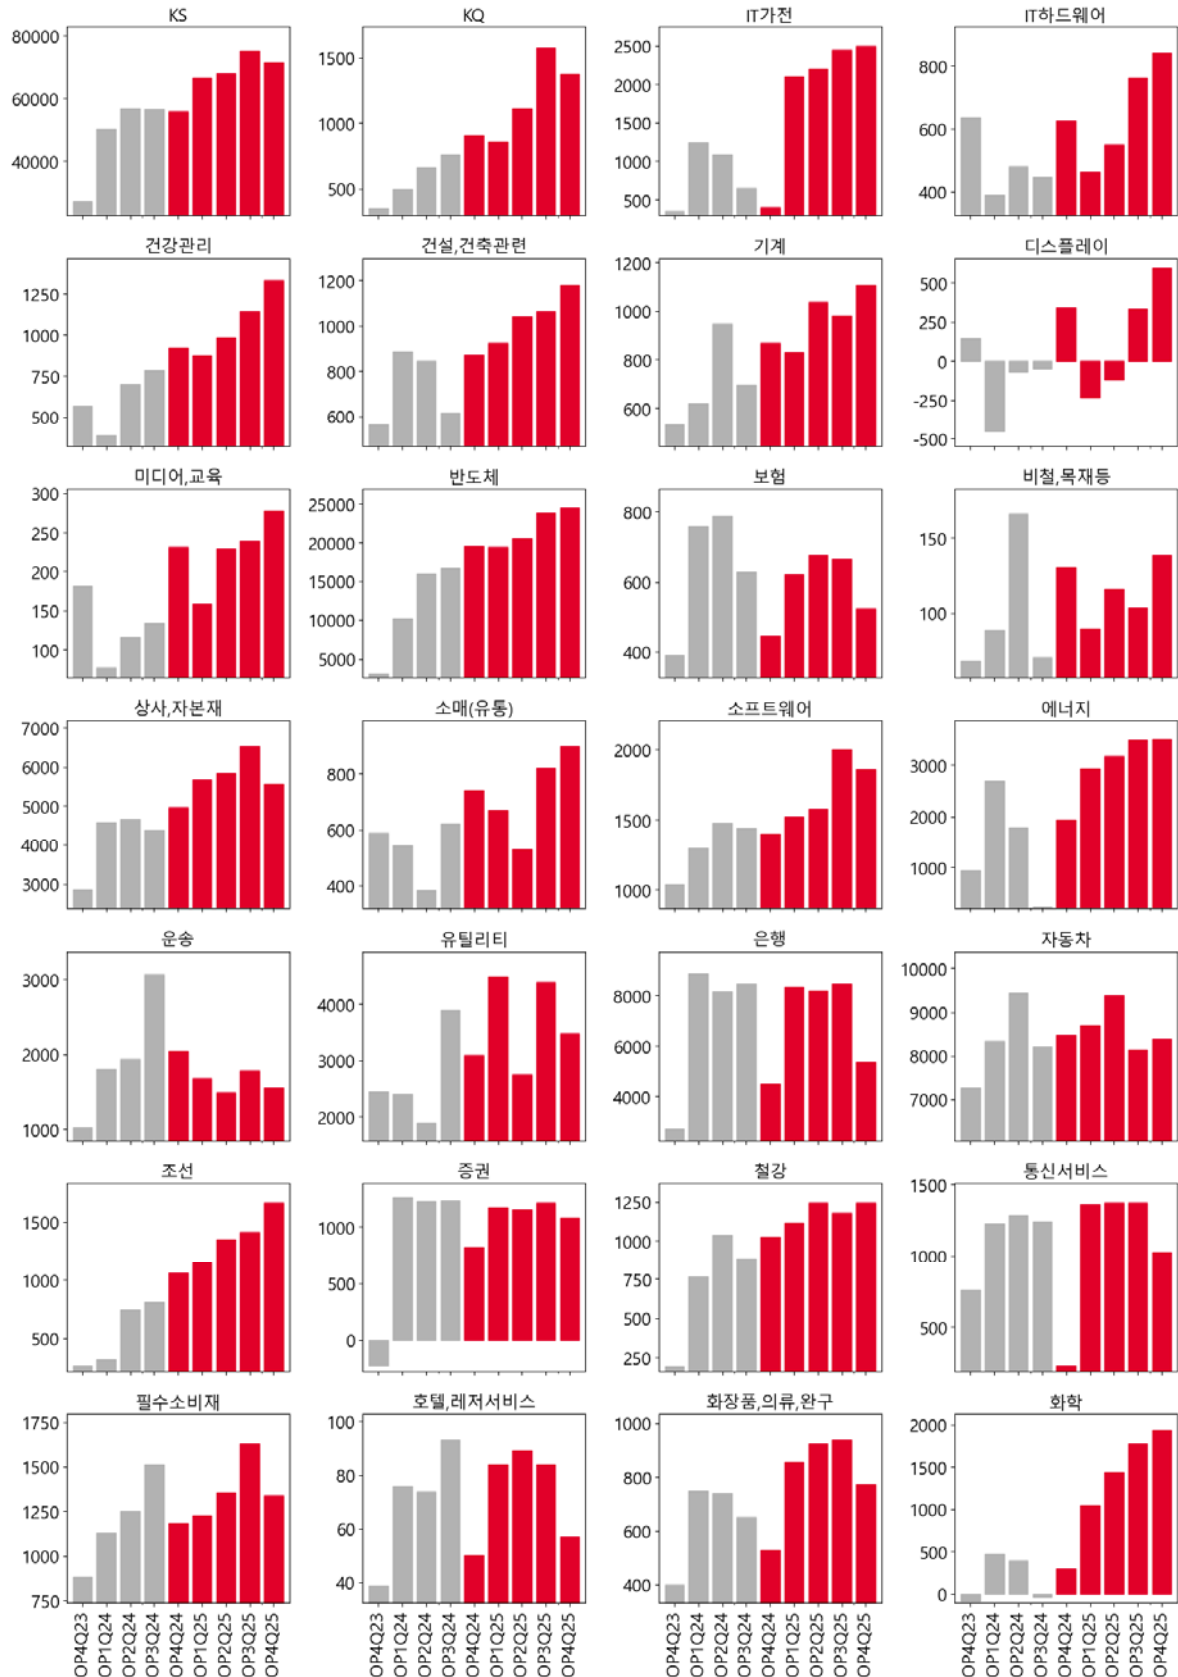 KS
80000
60000
40000
KQ
1500
1000
500
IT가전
2500
2000
1500
1000
500
IT하드웨어
800
600
400
건강관리
1250
1000
750
500
건설,건축관련
1200
1000
800
600
기계
1200
1000
800
600
디스플레이
500
250
0
-250
-500
미디어,교육
300
250
200
150
100
반도체
25000
20000
15000
10000
5000
보험
800
600
400
비철,목재등
150
100
상사,자본재
7000
6000
5000
4000
3000
소매(유통)
800
600
400
소프트웨어
2000
1500
1000
에너지
3000
2000
1000
운송
3000
2000
1000
유틸리티
4000
3000
2000
은행
8000
6000
4000
자동차
10000
9000
8000
7000
조선
1500
1000
500
증권
1000
500
0
철강
1250
1000
750
500
250
통신서비스
1500
1000
500
필수소비재
1750
1500
1250
1000
750
OP4Q23
OP1Q24
OP2Q24
OP3Q24
OP4Q24
OP1Q25
OP2Q25
OP3Q25
OP4Q25
호텔,레저서비스
100
80
60
40
OP4Q23
OP1Q24
OP2Q24
OP3Q24
OP4Q24
OP1Q25
OP2Q25
OP3Q25
OP4Q25
화장품,의류,완구
1000
800
600
400
OP4Q23
OP1Q24
OP2Q24
OP3Q24
OP4Q24
OP1Q25
OP2Q25
OP3Q25
OP4Q25
화학
2000
1500
1000
500
0
OP4Q23
OP1Q24
OP2Q24
OP3Q24
OP4Q24
OP1Q25
OP2Q25
OP3Q25
OP4Q25